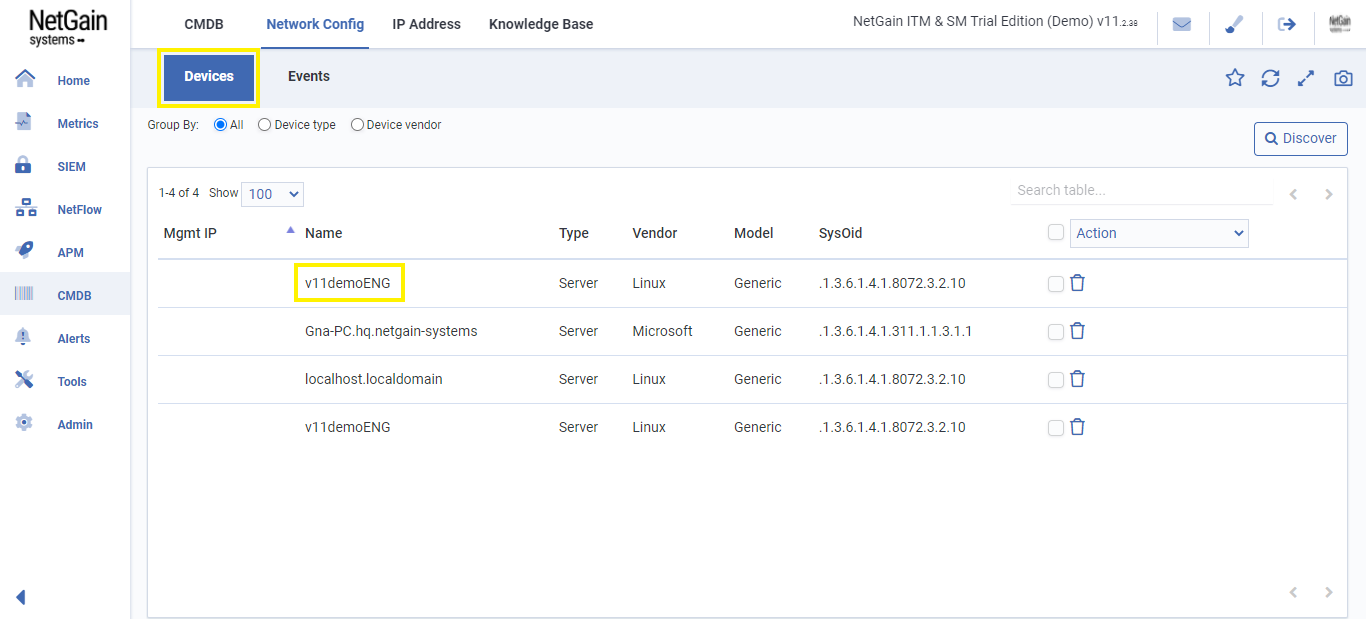 NetGain
systems
CMDB Network Config IP Address Knowledge Base
NetGain ITM & SM Trial Edition (Demo) v11.2.38
NetGain
Home
Metrics
SIEM
NetFlow
APM
CMDB
Alerts
Tools
Admin
Devices Events
Group By: All Device type Device vendor
Discover
1-4 of 4 Show 100 Search table...
Mgmt IP Name Type Vendor Model SysOid Action
v11demoENG Server Linux Generic .1.3.6.1.4.1.8072.3.2.10
Gna-PC.hq.netgain-systems Server Microsoft Generic .1.3.6.1.4.1.311.1.1.3.1.1
localhost.localdomain Server Linux Generic .1.3.6.1.4.1.8072.3.2.10
v11demoENG Server Linux Generic .1.3.6.1.4.1.8072.3.2.10